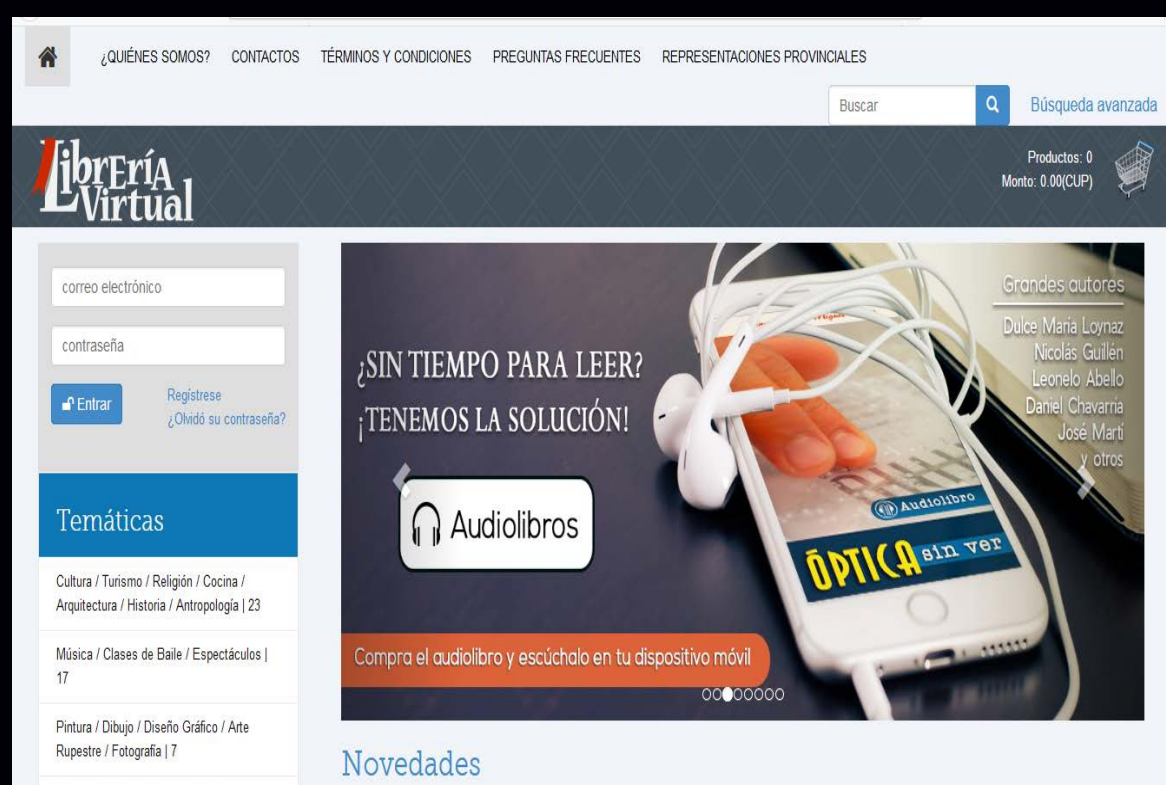 ¿QUIÉNES SOMOS? CONTACTOS TÉRMINOS Y CONDICIONES PREGUNTAS FRECUENTES REPRESENTACIONES PROVINCIALES
Buscar Búsqueda avanzada
LibrEríA
Virtual
Productos: 0
Monto: 0.00(CUP)
correo electrónico
contraseña
Entrar
Regístrese
¿Olvidó su contraseña?
Temáticas
Cultura / Turismo / Religión / Cocina /
Arquitectura / Historia / Antropología | 23
Música / Clases de Baile / Espectáculos |
17
Pintura / Dibujo / Diseño Gráfico / Arte
Rupestre / Fotografía | 7
¿SIN TIEMPO PARA LEER?
¡TENEMOS LA SOLUCIÓN!
Audiolibros
Compra el audiolibro y escúchalo en tu dispositivo móvil
Grandes autores
Dulce María Loynaz
Nicolás Guillén
Leonelo Abello
Daniel Chavarria
José Martí
y otros
Audiolibro
ÓPTICA sin ver
Novedades